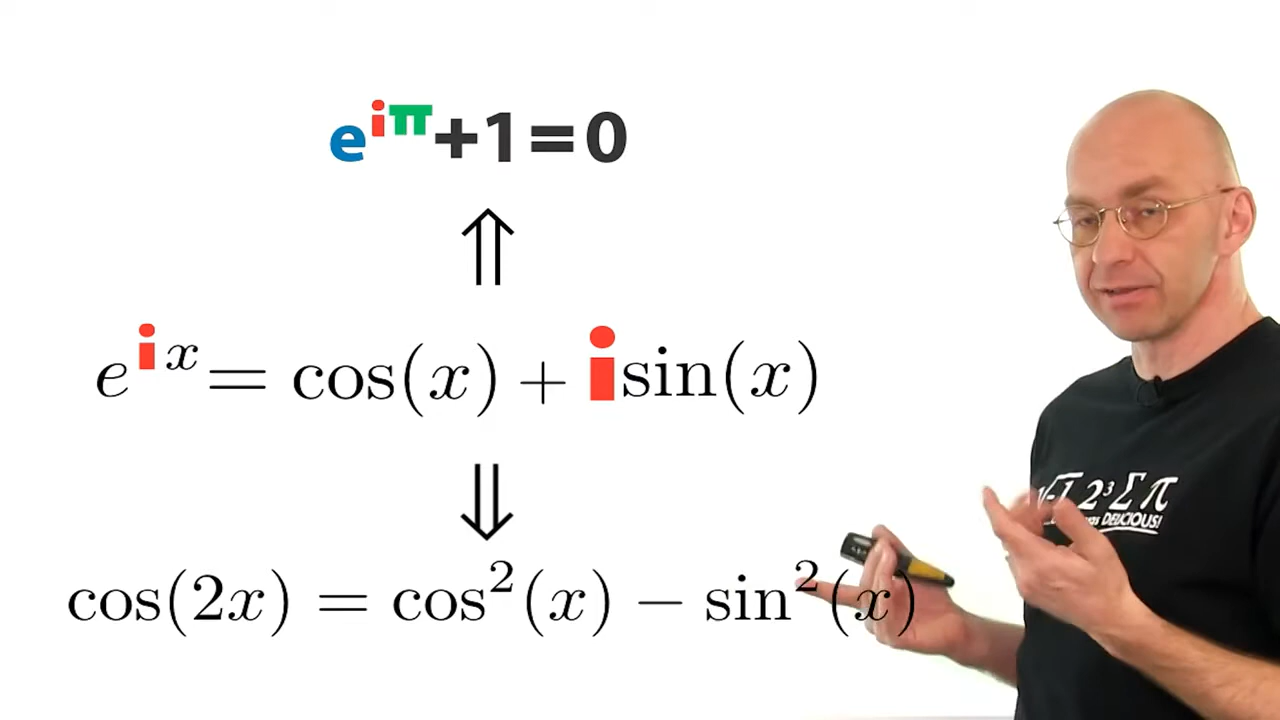 e^{iπ}+1=0
⇑
e^{ix} = cos(x) + i sin(x)
⇓
cos(2x) = cos²(x) − sin²(x)
√-1 2³ Σ π
DELICIOUS!